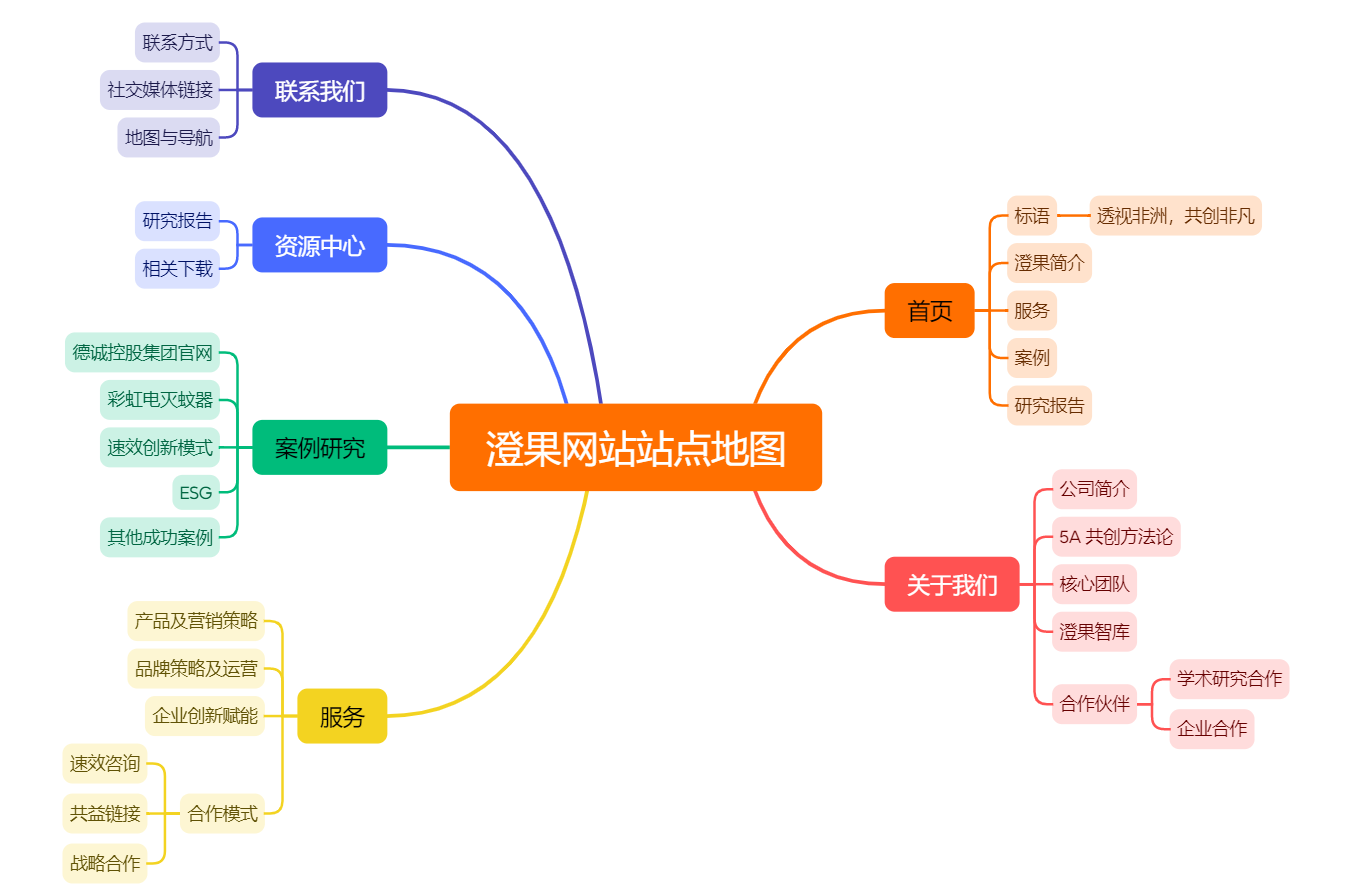 澄果网站站点地图
首页
标语
透视非洲，共创非凡
澄果简介
服务
案例
研究报告
关于我们
公司简介
5A 共创方法论
核心团队
澄果智库
合作伙伴
学术研究合作
企业合作
服务
产品及营销策略
品牌策略及运营
企业创新赋能
合作模式
速效咨询
共益链接
战略合作
案例研究
德诚控股集团官网
彩虹电灭蚊器
速效创新模式
ESG
其他成功案例
资源中心
研究报告
相关下载
联系我们
联系方式
社交媒体链接
地图与导航